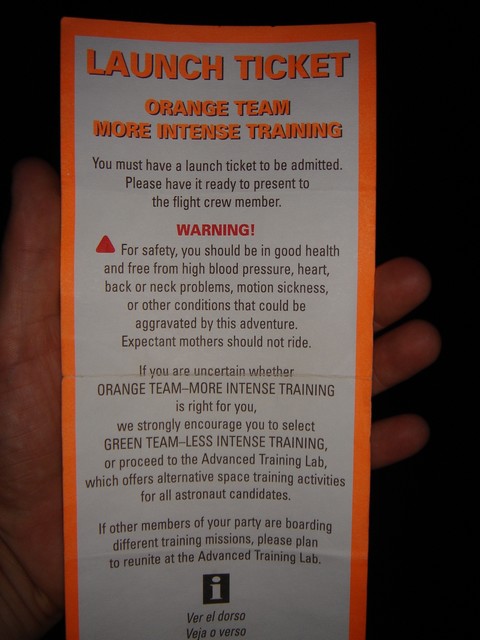 LAUNCH TICKET
ORANGE TEAM
MORE INTENSE TRAINING
You must have a launch ticket to be admitted.
Please have it ready to present to
the flight crew member.
WARNING!
For safety, you should be in good health
and free from high blood pressure, heart,
back or neck problems, motion sickness,
or other conditions that could be
aggravated by this adventure.
Expectant mothers should not ride.
If you are uncertain whether
ORANGE TEAM–MORE INTENSE TRAINING
is right for you,
we strongly encourage you to select
GREEN TEAM–LESS INTENSE TRAINING,
or proceed to the Advanced Training Lab,
which offers alternative space training activities
for all astronaut candidates.
If other members of your party are boarding
different training missions, please plan
to reunite at the Advanced Training Lab.
i
Ver el dorso
Veja o verso